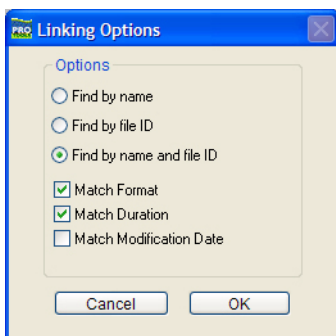 PRO
Linking Options
Options
Find by name
Find by file ID
Find by name and file ID
Match Format
Match Duration
Match Modification Date
Cancel
OK